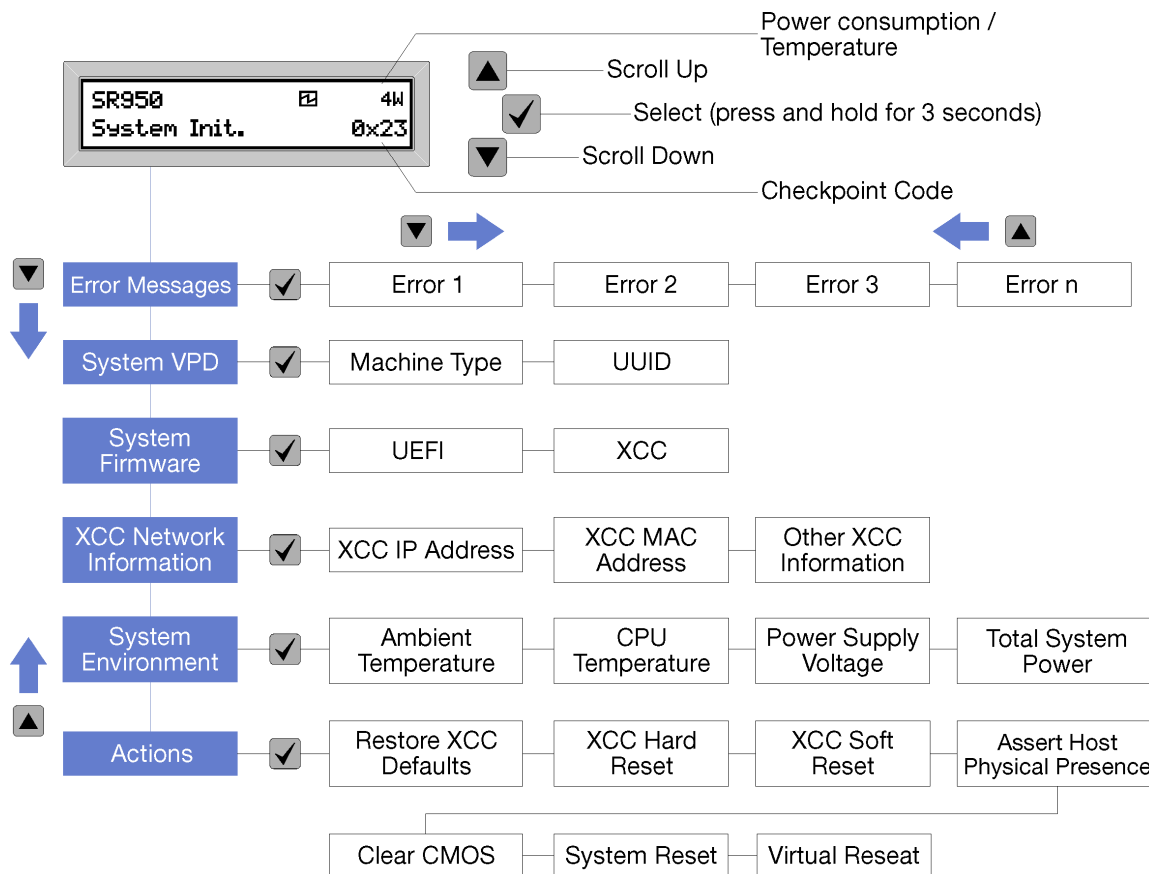 Power consumption /
Temperature
SR950 4W
System Init. 0x23
Scroll Up
Select (press and hold for 3 seconds)
Scroll Down
Checkpoint Code
Error Messages
Error 1
Error 2
Error 3
Error n
System VPD
Machine Type
UUID
System
Firmware
UEFI
XCC
XCC Network
Information
XCC IP Address
XCC MAC
Address
Other XCC
Information
System
Environment
Ambient
Temperature
CPU
Temperature
Power Supply
Voltage
Total System
Power
Actions
Restore XCC
Defaults
XCC Hard
Reset
XCC Soft
Reset
Assert Host
Physical Presence
Clear CMOS
System Reset
Virtual Reseat